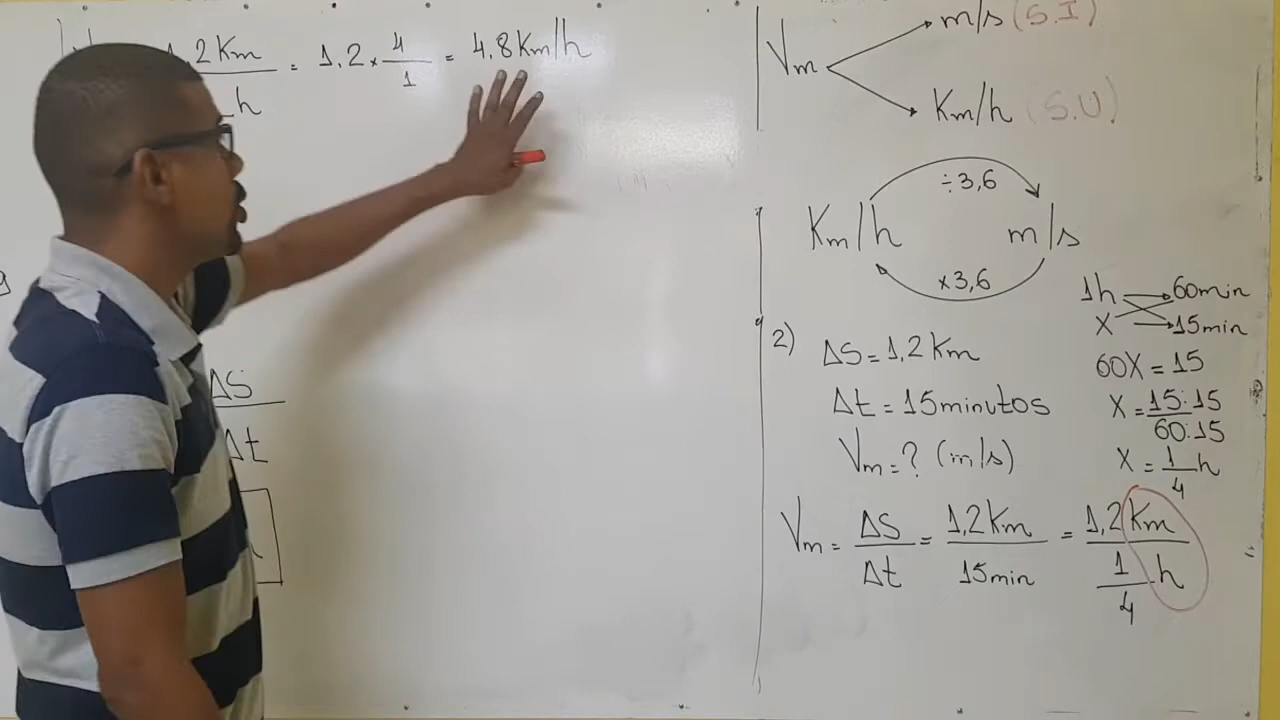 2 Km = 1,2 × 4 = 4,8 Km/h
h 1
ΔS
Δt
Vm
m/s (S.I)
Km/h (S.U)
÷3,6
Km/h m/s
×3,6
1h 60min
X 15min
60X = 15
X = 15:15
60:15
X = 1 h
4
2) ΔS = 1,2 Km
Δt = 15 minutos
Vm = ? (m/s)
Vm = ΔS = 1,2 Km = 1,2 Km =
Δt 15 min 1 h
4